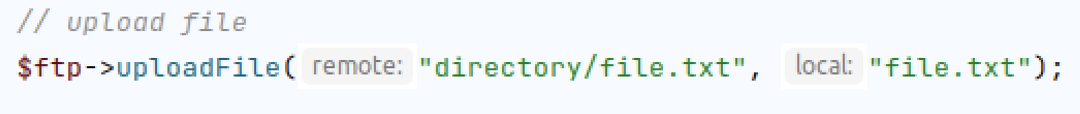 // upload file
$ftp->uploadFile( remote: "directory/file.txt", local: "file.txt");